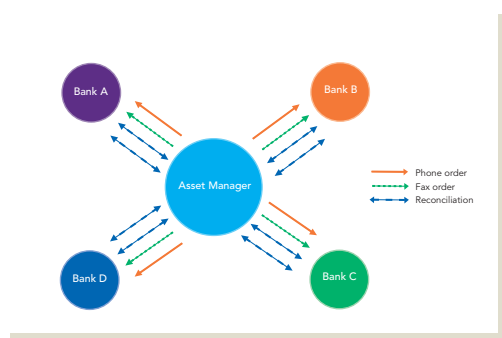 Bank A
Bank B
Asset Manager
Phone order
Fax order
Reconciliation
Bank D
Bank C